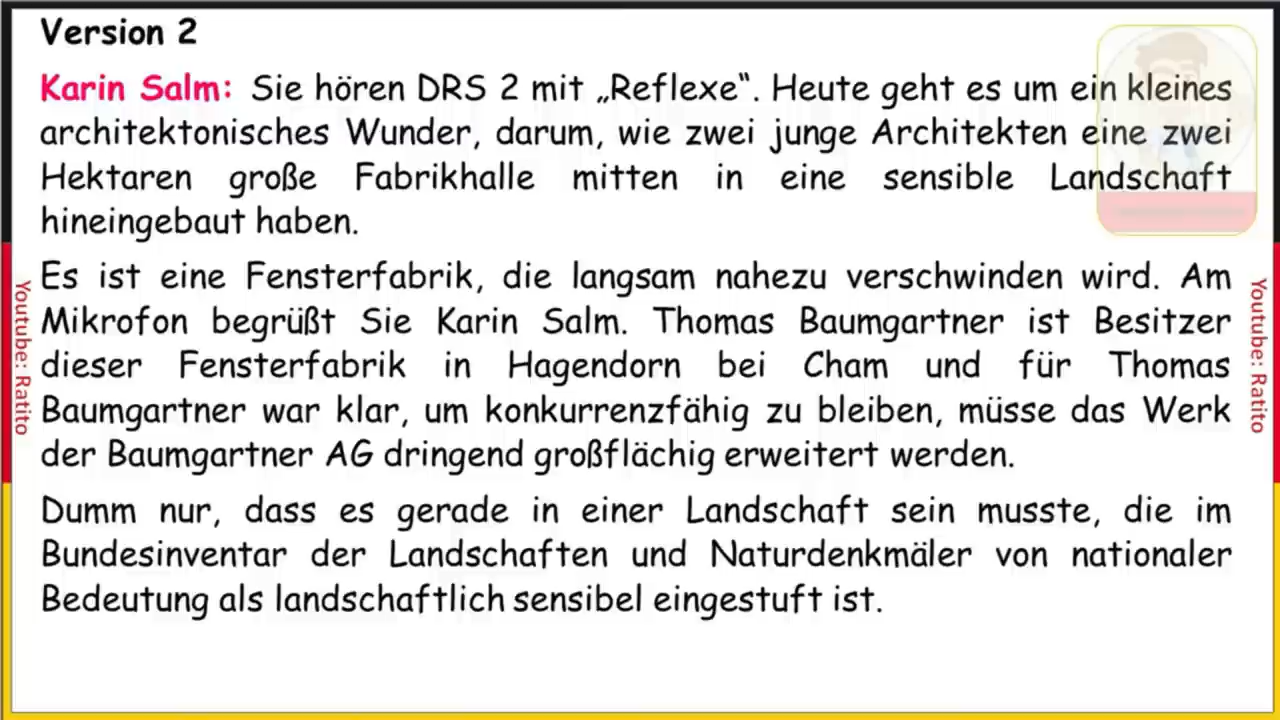 Version 2
Karin Salm: Sie hören DRS 2 mit „Reflexe“. Heute geht es um ein kleines
architektonisches Wunder, darum, wie zwei junge Architekten eine zwei
Hektaren große Fabrikhalle mitten in eine sensible Landschaft
hineingebaut haben.
Es ist eine Fensterfabrik, die langsam nahezu verschwinden wird. Am
Mikrofon begrüßt Sie Karin Salm. Thomas Baumgartner ist Besitzer
dieser Fensterfabrik in Hagendorn bei Cham und für Thomas
Baumgartner war klar, um konkurrenzfähig zu bleiben, müsse das Werk
der Baumgartner AG dringend großflächig erweitert werden.
Dumm nur, dass es gerade in einer Landschaft sein musste, die im
Bundesinventar der Landschaften und Naturdenkmäler von nationaler
Bedeutung als landschaftlich sensibel eingestuft ist.
Youtube: Ratito
Youtube: Ratito